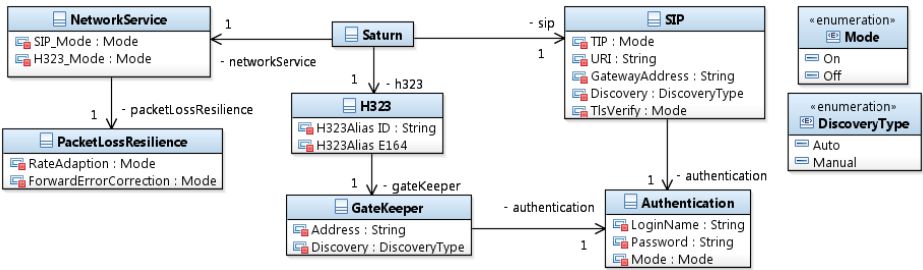 NetworkService
SIP_Mode : Mode
H323_Mode : Mode
1
- networkService
Saturn
- sip
1
SIP
TIP : Mode
URI : String
GatewayAddress : String
Discovery : DiscoveryType
TlsVerify : Mode
«enumeration»
Mode
On
Off
«enumeration»
DiscoveryType
Auto
Manual
1
- packetLossResilience
PacketLossResilience
RateAdaption : Mode
ForwardErrorCorrection : Mode
1
- h323
H323
H323Alias ID : String
H323Alias E164
1
- gateKeeper
GateKeeper
Address : String
Discovery : DiscoveryType
- authentication
1
1
- authentication
Authentication
LoginName : String
Password : String
Mode : Mode